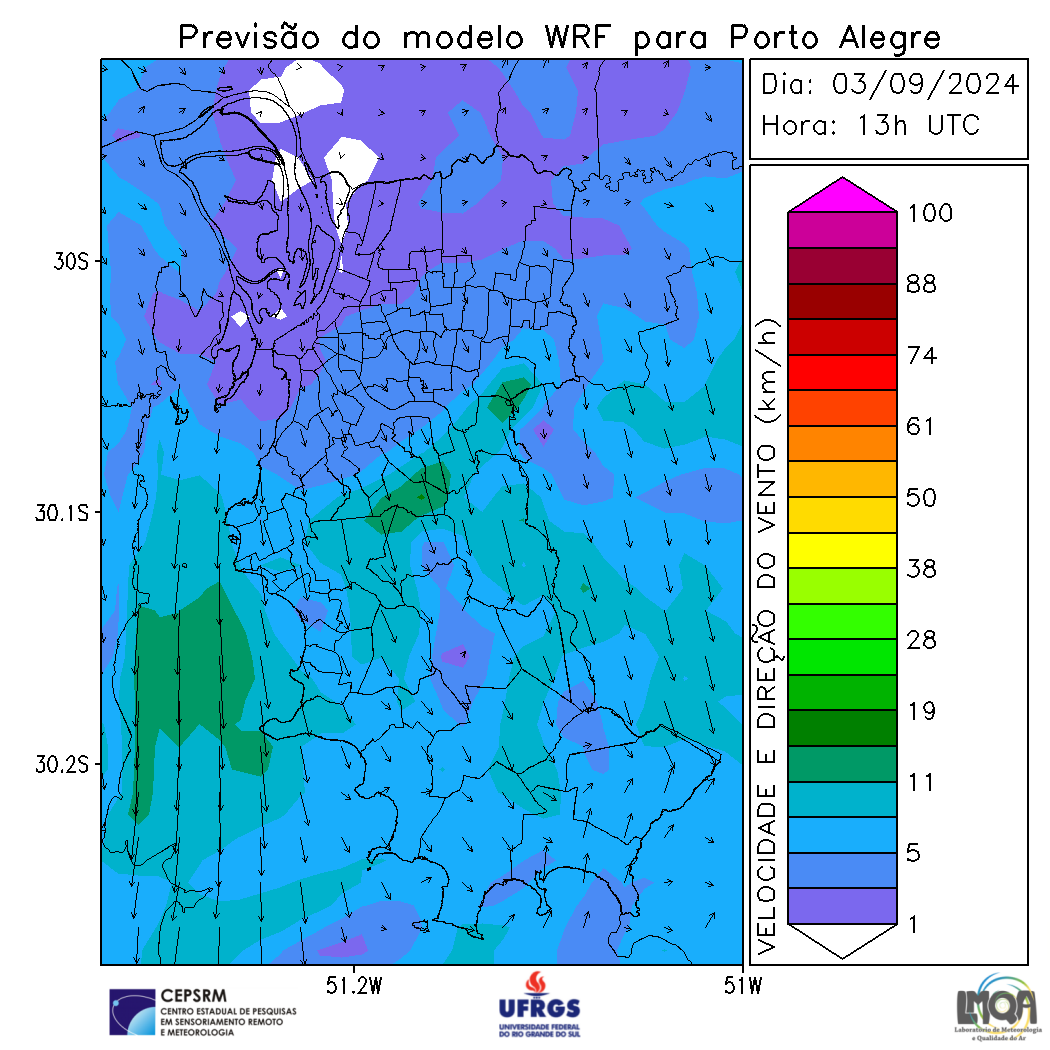 Previsão do modelo WRF para Porto Alegre
Dia: 03/09/2024
Hora: 13h UTC
30S
30.1S
30.2S
51.2W
51W
VELOCIDADE E DIREÇÃO DO VENTO (km/h)
100
88
74
61
50
38
28
19
11
5
1
CEPSRM
CENTRO ESTADUAL DE PESQUISAS
EM SENSORIAMENTO REMOTO
E METEOROLOGIA
UFRGS
UNIVERSIDADE FEDERAL
DO RIO GRANDE DO SUL
LMQA
Laboratório de Meteorologia
e Qualidade do Ar